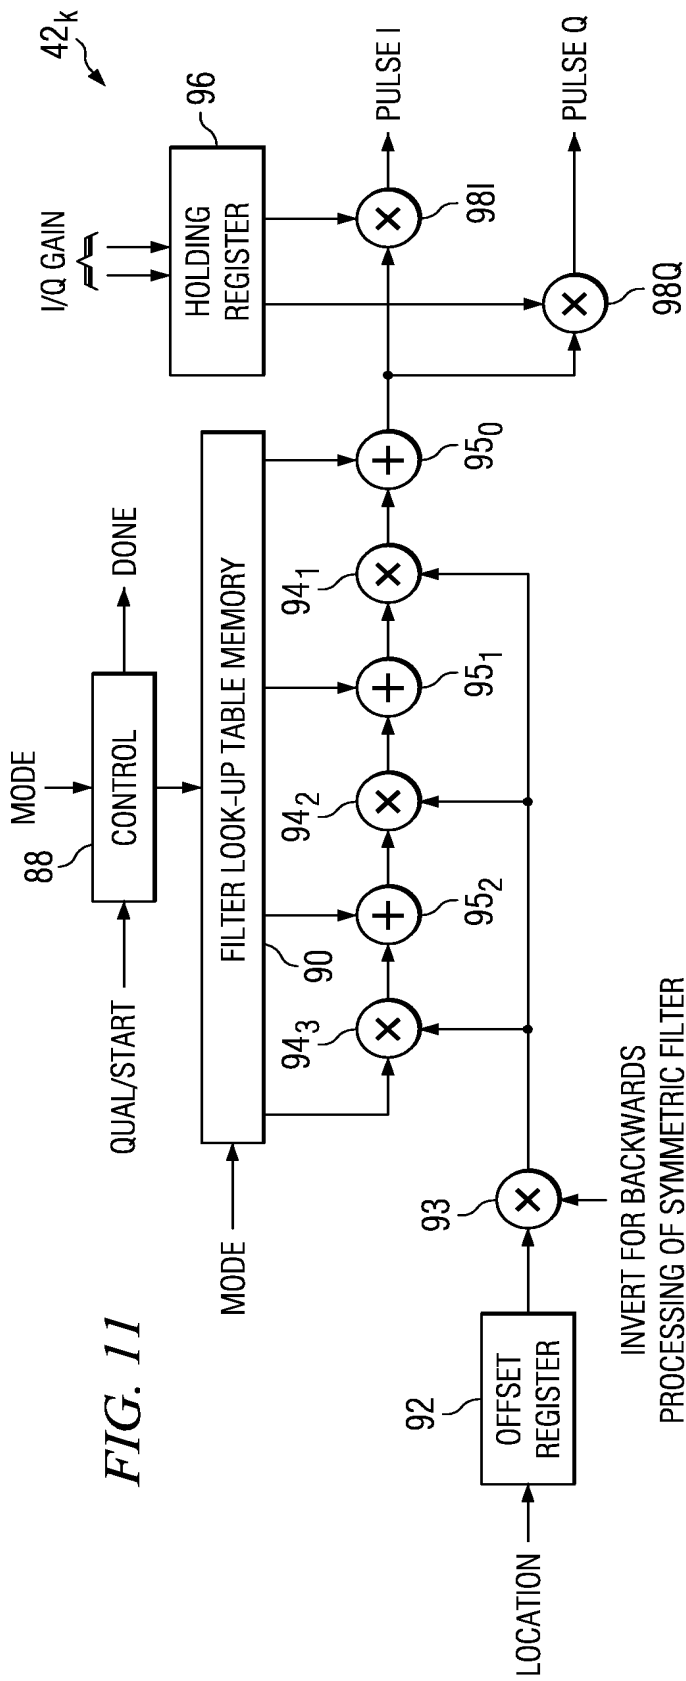 FIG. 11
42k
MODE
88
CONTROL
QUAL/START
DONE
I/Q GAIN
96
HOLDING
REGISTER
MODE
FILTER LOOK-UP TABLE MEMORY
90
943
952
942
951
941
950
98I
PULSE I
98Q
PULSE Q
93
92
OFFSET
REGISTER
LOCATION
INVERT FOR BACKWARDS
PROCESSING OF SYMMETRIC FILTER